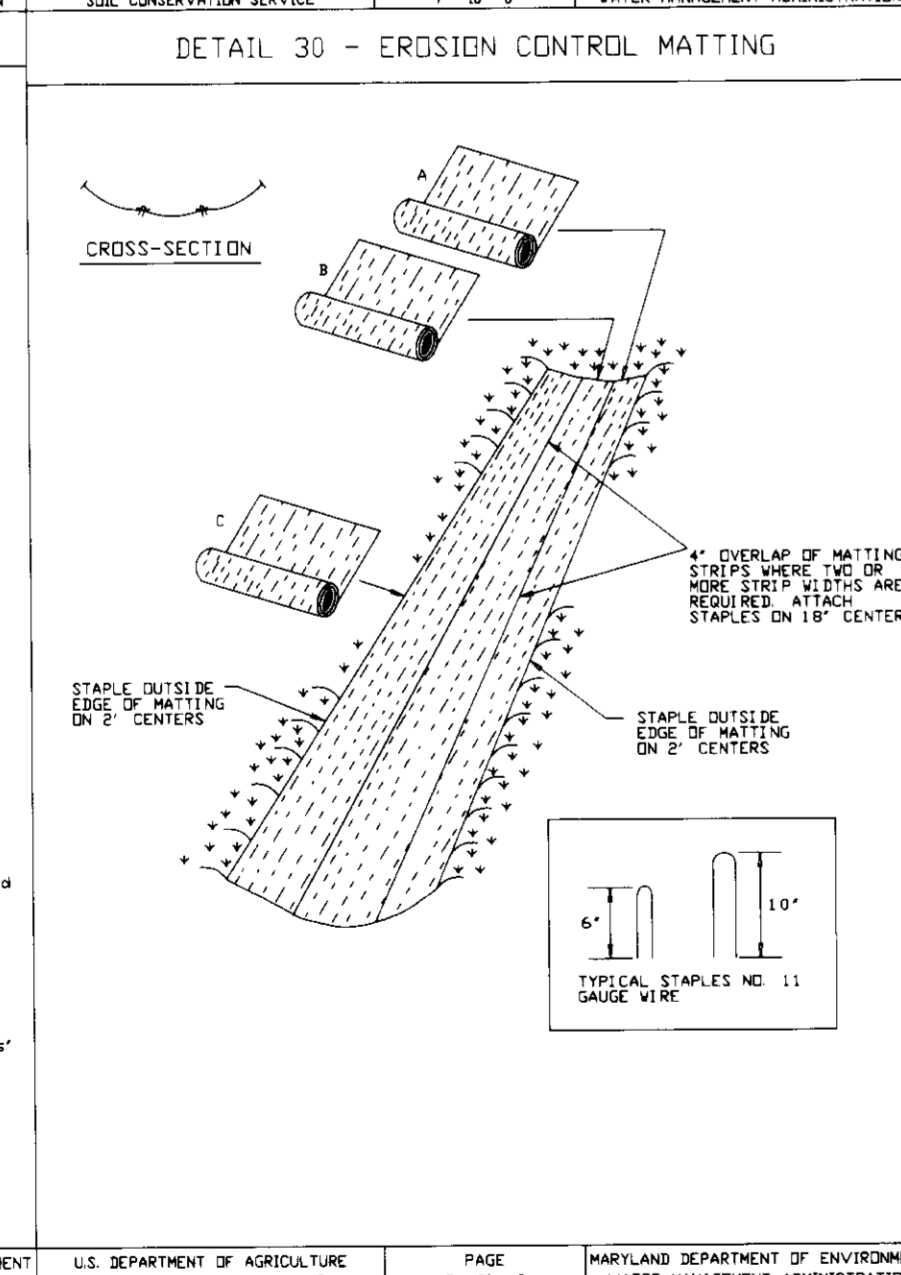 SOIL CONSERVATION SERVICE
DETAIL 30 - EROSION CONTROL MATTING
A
CROSS-SECTION
B
C
4" OVERLAP OF MATTING
STRIPS WHERE TWO OR
MORE STRIP WIDTHS ARE
REQUIRED. ATTACH
STAPLES ON 18" CENTER
STAPLE OUTSIDE
EDGE OF MATTING
ON 2' CENTERS
STAPLE OUTSIDE
EDGE OF MATTING
ON 2' CENTERS
6"
10"
TYPICAL STAPLES NO. 11
GAUGE WIRE
U.S. DEPARTMENT OF AGRICULTURE
PAGE
MARYLAND DEPARTMENT OF ENVIRONM